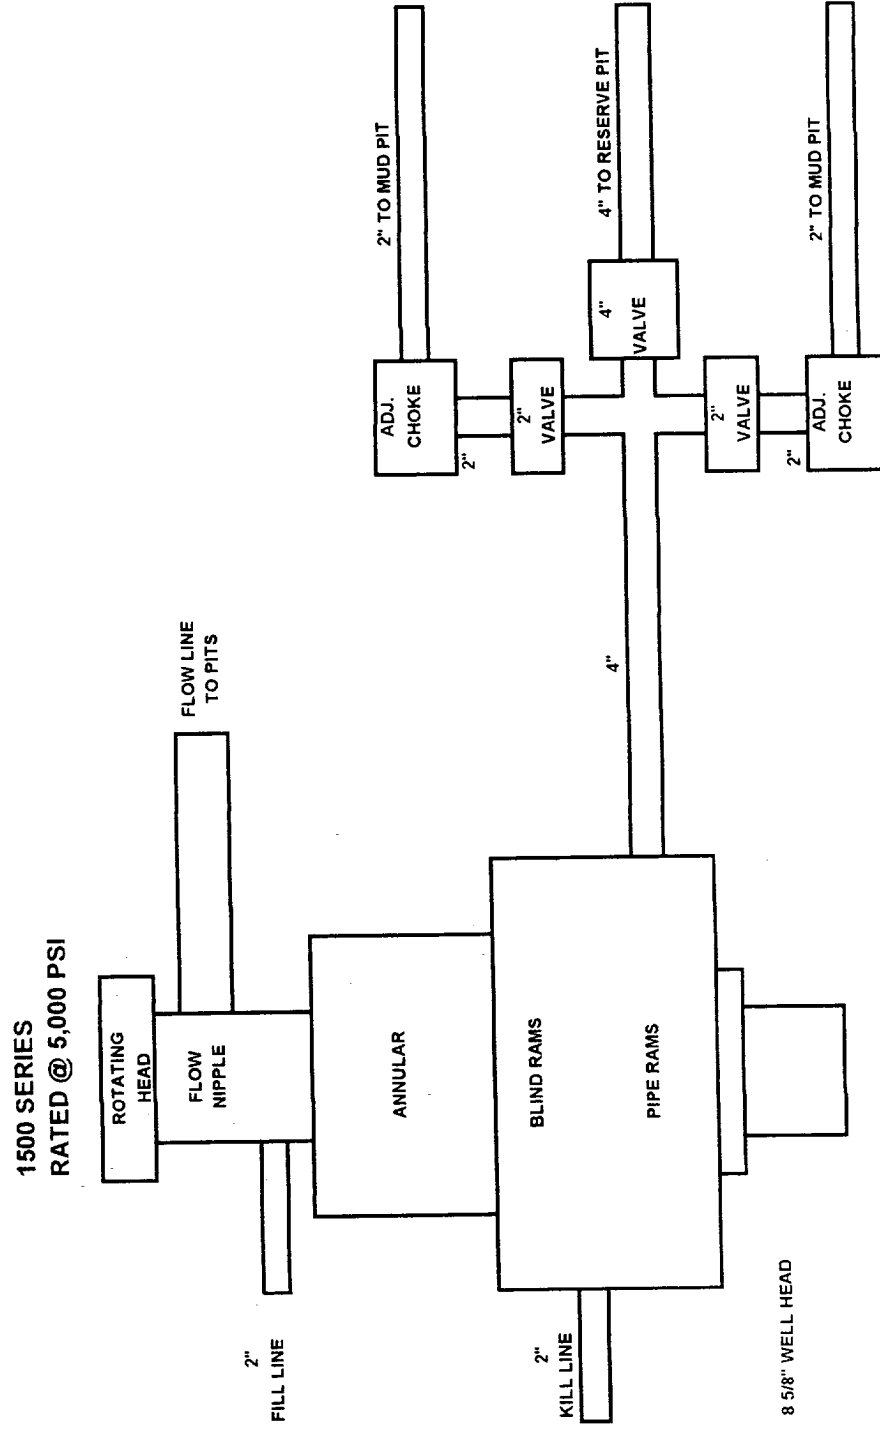 1500 SERIES
RATED @ 5,000 PSI
ROTATING
HEAD
FLOW
NIPPLE
FLOW LINE
TO PITS
2"
FILL LINE
ANNULAR
BLIND RAMS
PIPE RAMS
2"
KILL LINE
8 5/8" WELL HEAD
4"
ADJ.
CHOKE
2"
2"
VALVE
2" TO MUD PIT
4"
VALVE
4" TO RESERVE PIT
2"
VALVE
2"
ADJ.
CHOKE
2" TO MUD PIT